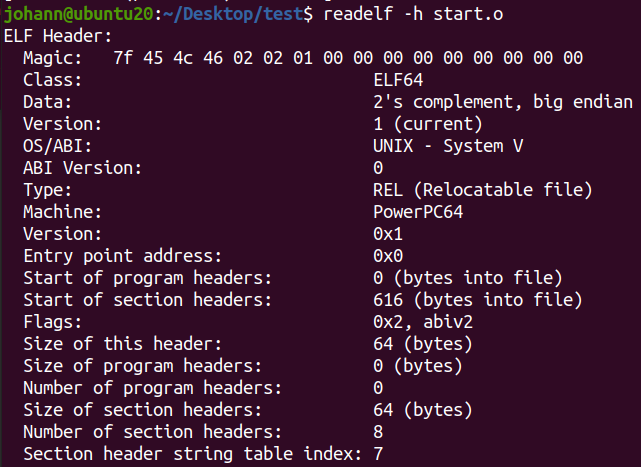 johann@ubuntu20:~/Desktop/test$ readelf -h start.o
ELF Header:
  Magic:   7f 45 4c 46 02 02 01 00 00 00 00 00 00 00 00 00
  Class:                             ELF64
  Data:                              2's complement, big endian
  Version:                           1 (current)
  OS/ABI:                            UNIX - System V
  ABI Version:                       0
  Type:                              REL (Relocatable file)
  Machine:                           PowerPC64
  Version:                           0x1
  Entry point address:               0x0
  Start of program headers:          0 (bytes into file)
  Start of section headers:          616 (bytes into file)
  Flags:                             0x2, abiv2
  Size of this header:               64 (bytes)
  Size of program headers:           0 (bytes)
  Number of program headers:         0
  Size of section headers:           64 (bytes)
  Number of section headers:         8
  Section header string table index: 7